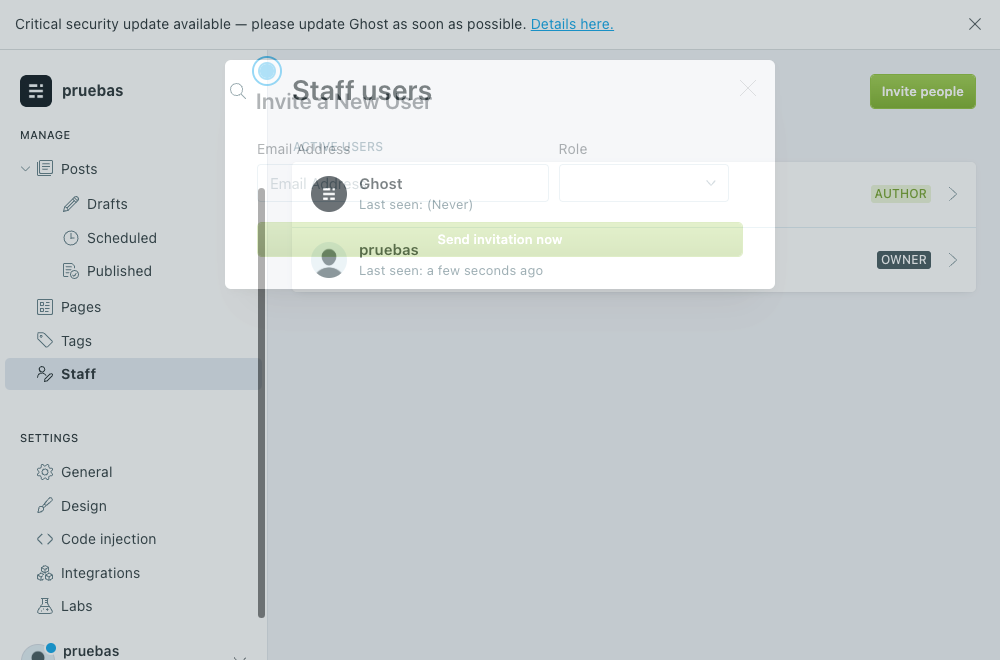 Critical security update available — please update Ghost as soon as possible. Details here.
pruebas
MANAGE
Posts
Drafts
Scheduled
Published
Pages
Tags
Staff
SETTINGS
General
Design
Code injection
Integrations
Labs
pruebas
Staff users
Invite people
Invite a New User
ACTIVE USERS
Email Address
Role
Email Address
Ghost
Last seen: (Never)
AUTHOR
Send invitation now
pruebas
Last seen: a few seconds ago
OWNER